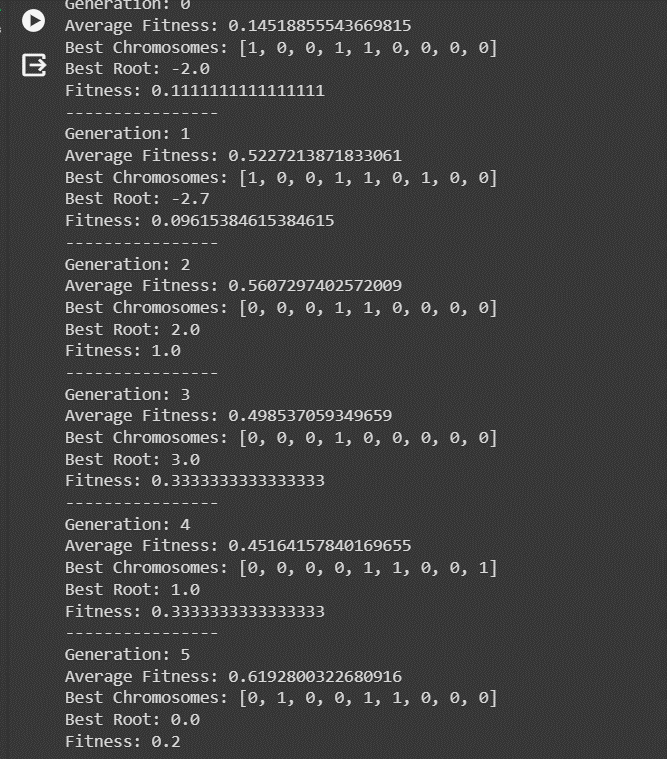 Generation: 0
Average Fitness: 0.14518855543669815
Best Chromosomes: [1, 0, 0, 1, 1, 0, 0, 0, 0]
Best Root: -2.0
Fitness: 0.1111111111111111
----------------
Generation: 1
Average Fitness: 0.5227213871833061
Best Chromosomes: [1, 0, 0, 1, 1, 0, 1, 0, 0]
Best Root: -2.7
Fitness: 0.09615384615384615
----------------
Generation: 2
Average Fitness: 0.5607297402572009
Best Chromosomes: [0, 0, 0, 1, 1, 0, 0, 0, 0]
Best Root: 2.0
Fitness: 1.0
----------------
Generation: 3
Average Fitness: 0.498537059349659
Best Chromosomes: [0, 0, 0, 1, 0, 0, 0, 0, 0]
Best Root: 3.0
Fitness: 0.3333333333333333
----------------
Generation: 4
Average Fitness: 0.45164157840169655
Best Chromosomes: [0, 0, 0, 0, 1, 1, 0, 0, 1]
Best Root: 1.0
Fitness: 0.3333333333333333
----------------
Generation: 5
Average Fitness: 0.6192800322680916
Best Chromosomes: [0, 1, 0, 0, 1, 1, 0, 0, 0]
Best Root: 0.0
Fitness: 0.2